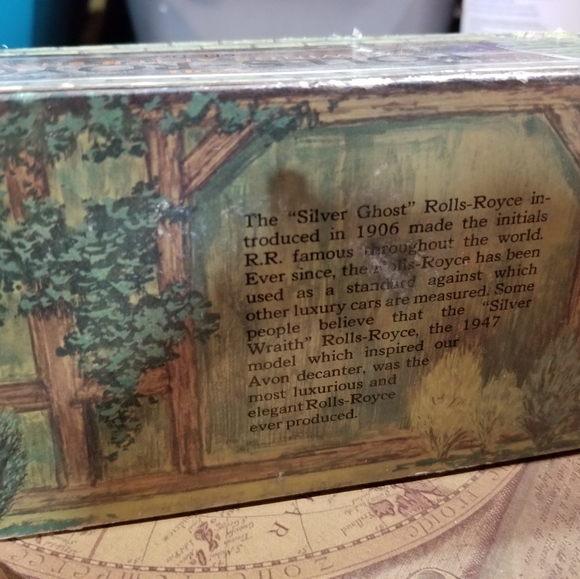 The "Silver Ghost" Rolls-Royce in-
troduced in 1906 made the initials
R.R. famous throughout the world.
Ever since, the Rolls-Royce has been
used as a standard against which
other luxury cars are measured. Some
people believe that the "Silver
Wraith" Rolls-Royce, the 1947
model which inspired our
Avon decanter, was the
most luxurious and
elegant Rolls-Royce
ever produced.